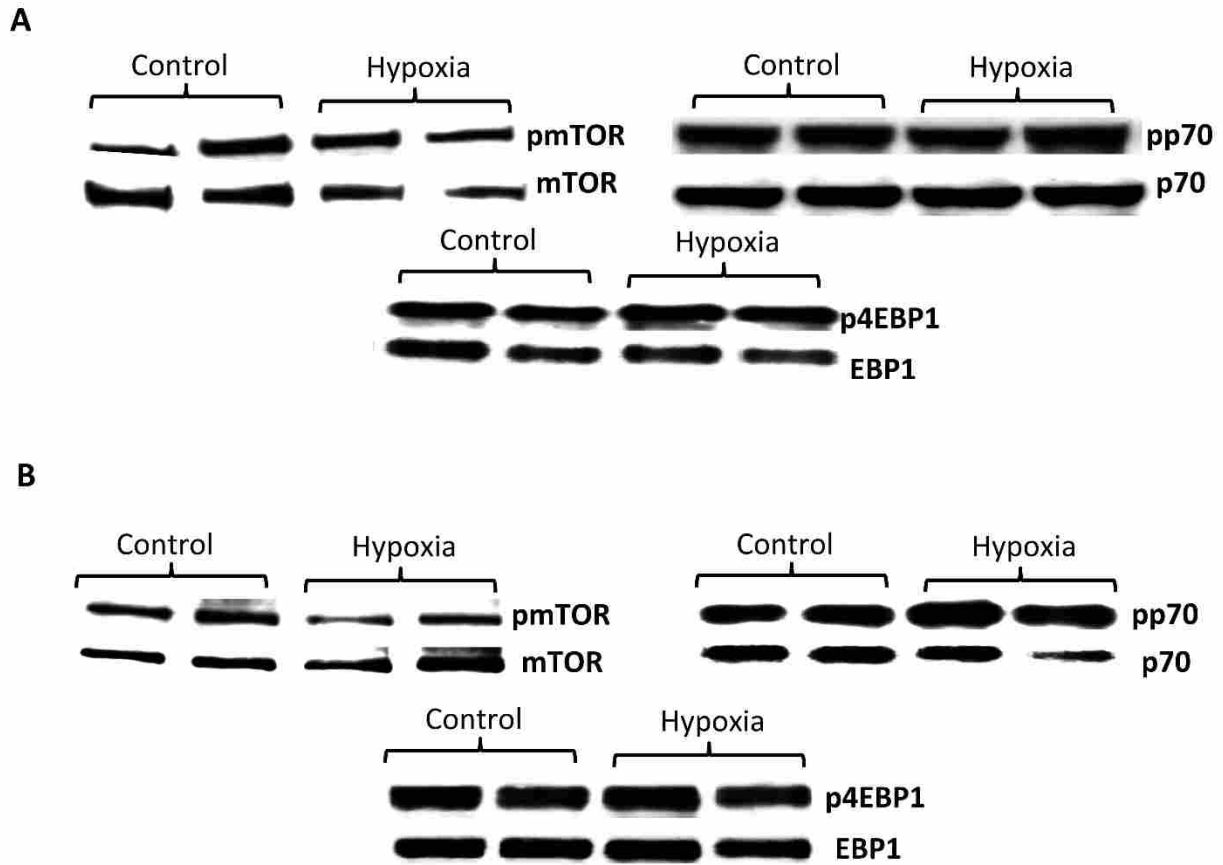 A
Control Hypoxia
pmTOR
mTOR
Control Hypoxia
pp70
p70
Control Hypoxia
p4EBP1
EBP1
B
Control Hypoxia
pmTOR
mTOR
Control Hypoxia
pp70
p70
Control Hypoxia
p4EBP1
EBP1